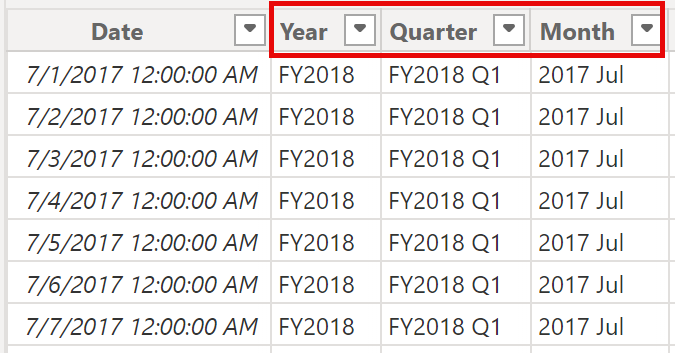 Date Year Quarter Month
7/1/2017 12:00:00 AM FY2018 FY2018 Q1 2017 Jul
7/2/2017 12:00:00 AM FY2018 FY2018 Q1 2017 Jul
7/3/2017 12:00:00 AM FY2018 FY2018 Q1 2017 Jul
7/4/2017 12:00:00 AM FY2018 FY2018 Q1 2017 Jul
7/5/2017 12:00:00 AM FY2018 FY2018 Q1 2017 Jul
7/6/2017 12:00:00 AM FY2018 FY2018 Q1 2017 Jul
7/7/2017 12:00:00 AM FY2018 FY2018 Q1 2017 Jul